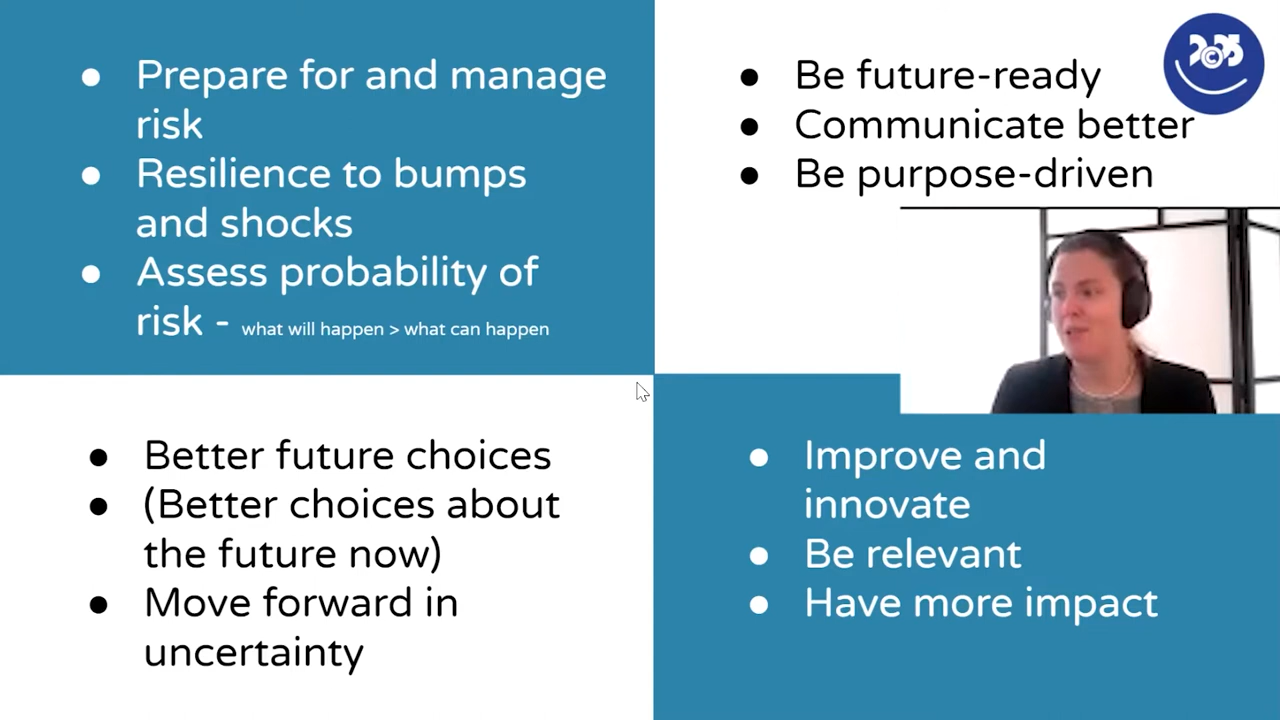 ● Prepare for and manage
risk
● Resilience to bumps
and shocks
● Assess probability of
risk - what will happen > what can happen
● Be future-ready
● Communicate better
● Be purpose-driven
2025
©
● Better future choices
● (Better choices about
the future now)
● Move forward in
uncertainty
● Improve and
innovate
● Be relevant
● Have more impact